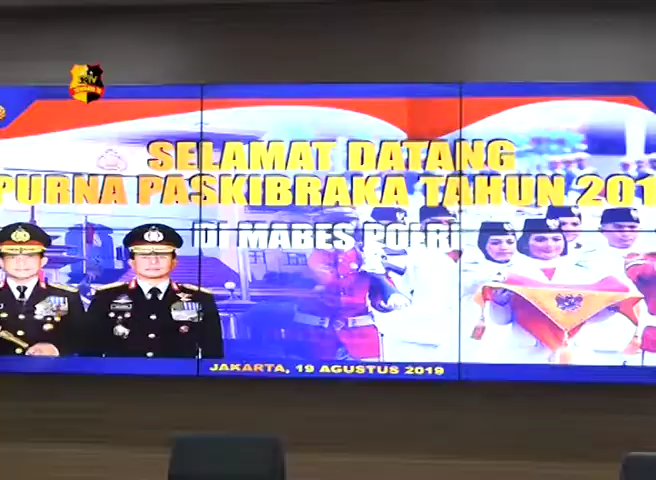 SELAMAT DATANG
PURNA PASKIBRAKA TAHUN 201
DI MABES POLRI
JAKARTA, 19 AGUSTUS 2019